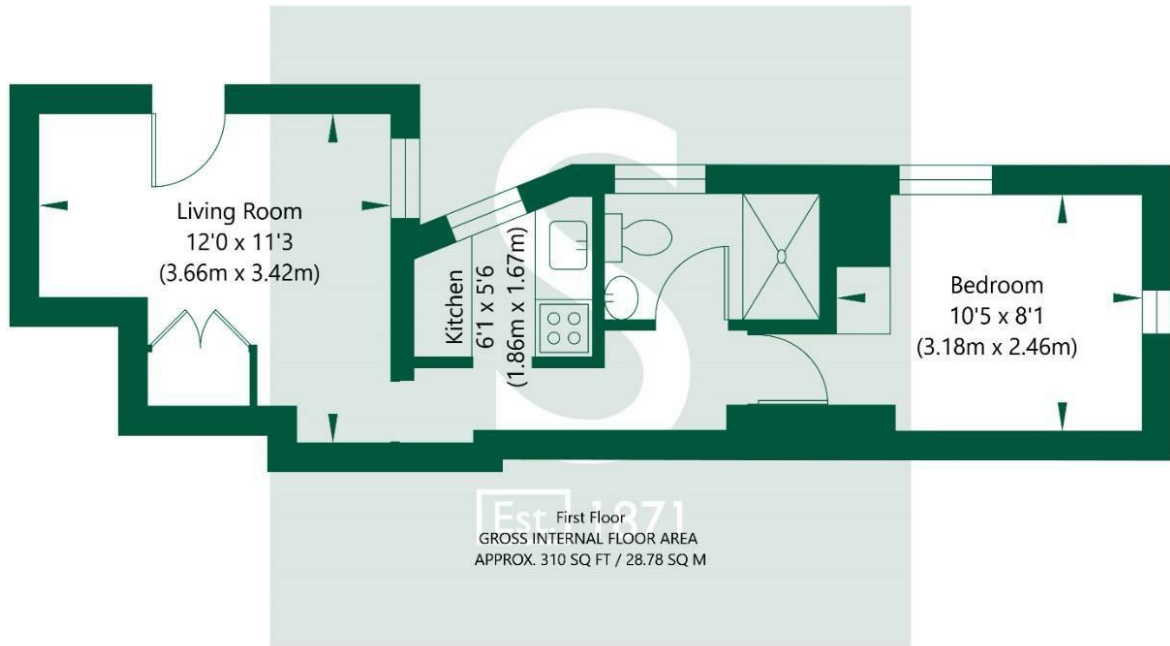 Living Room
12'0 x 11'3
(3.66m x 3.42m)
Kitchen
6'1 x 5'6
(1.86m x 1.67m)
Bedroom
10'5 x 8'1
(3.18m x 2.46m)
S
Est. 1871
First Floor
GROSS INTERNAL FLOOR AREA
APPROX. 310 SQ FT / 28.78 SQ M